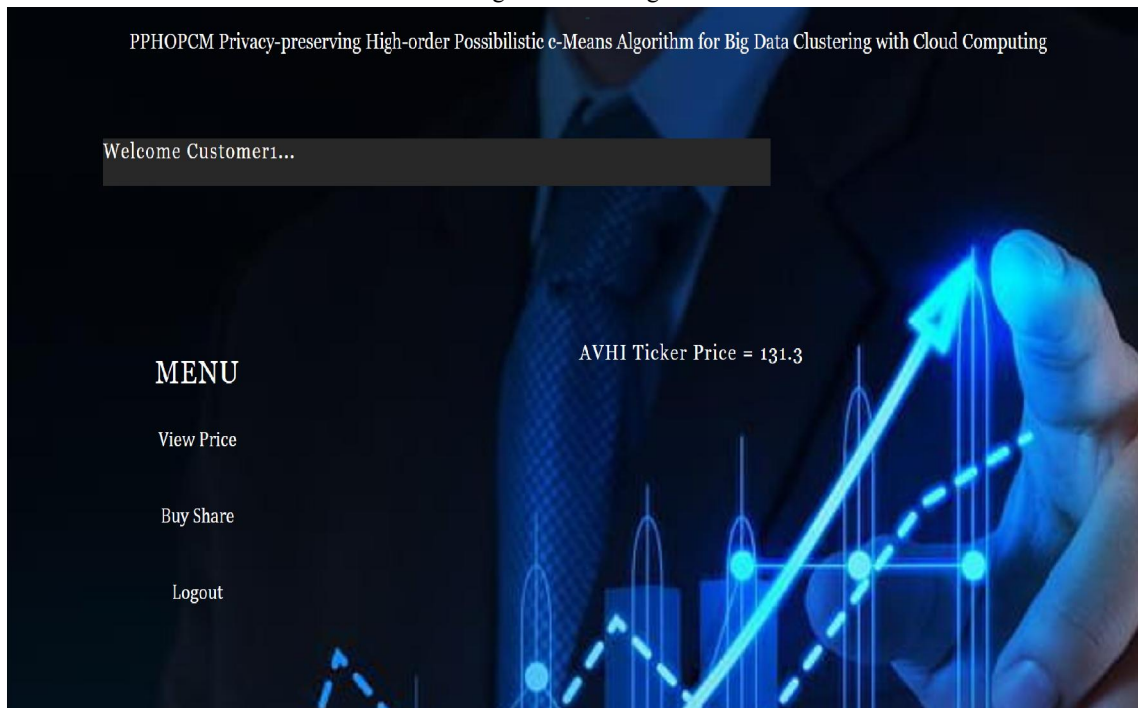 PPHOPCM Privacy-preserving High-order Possibilistic c-Means Algorithm for Big Data Clustering with Cloud Computing
Welcome Customer1...
AVHI Ticker Price = 131.3
MENU
View Price
Buy Share
Logout